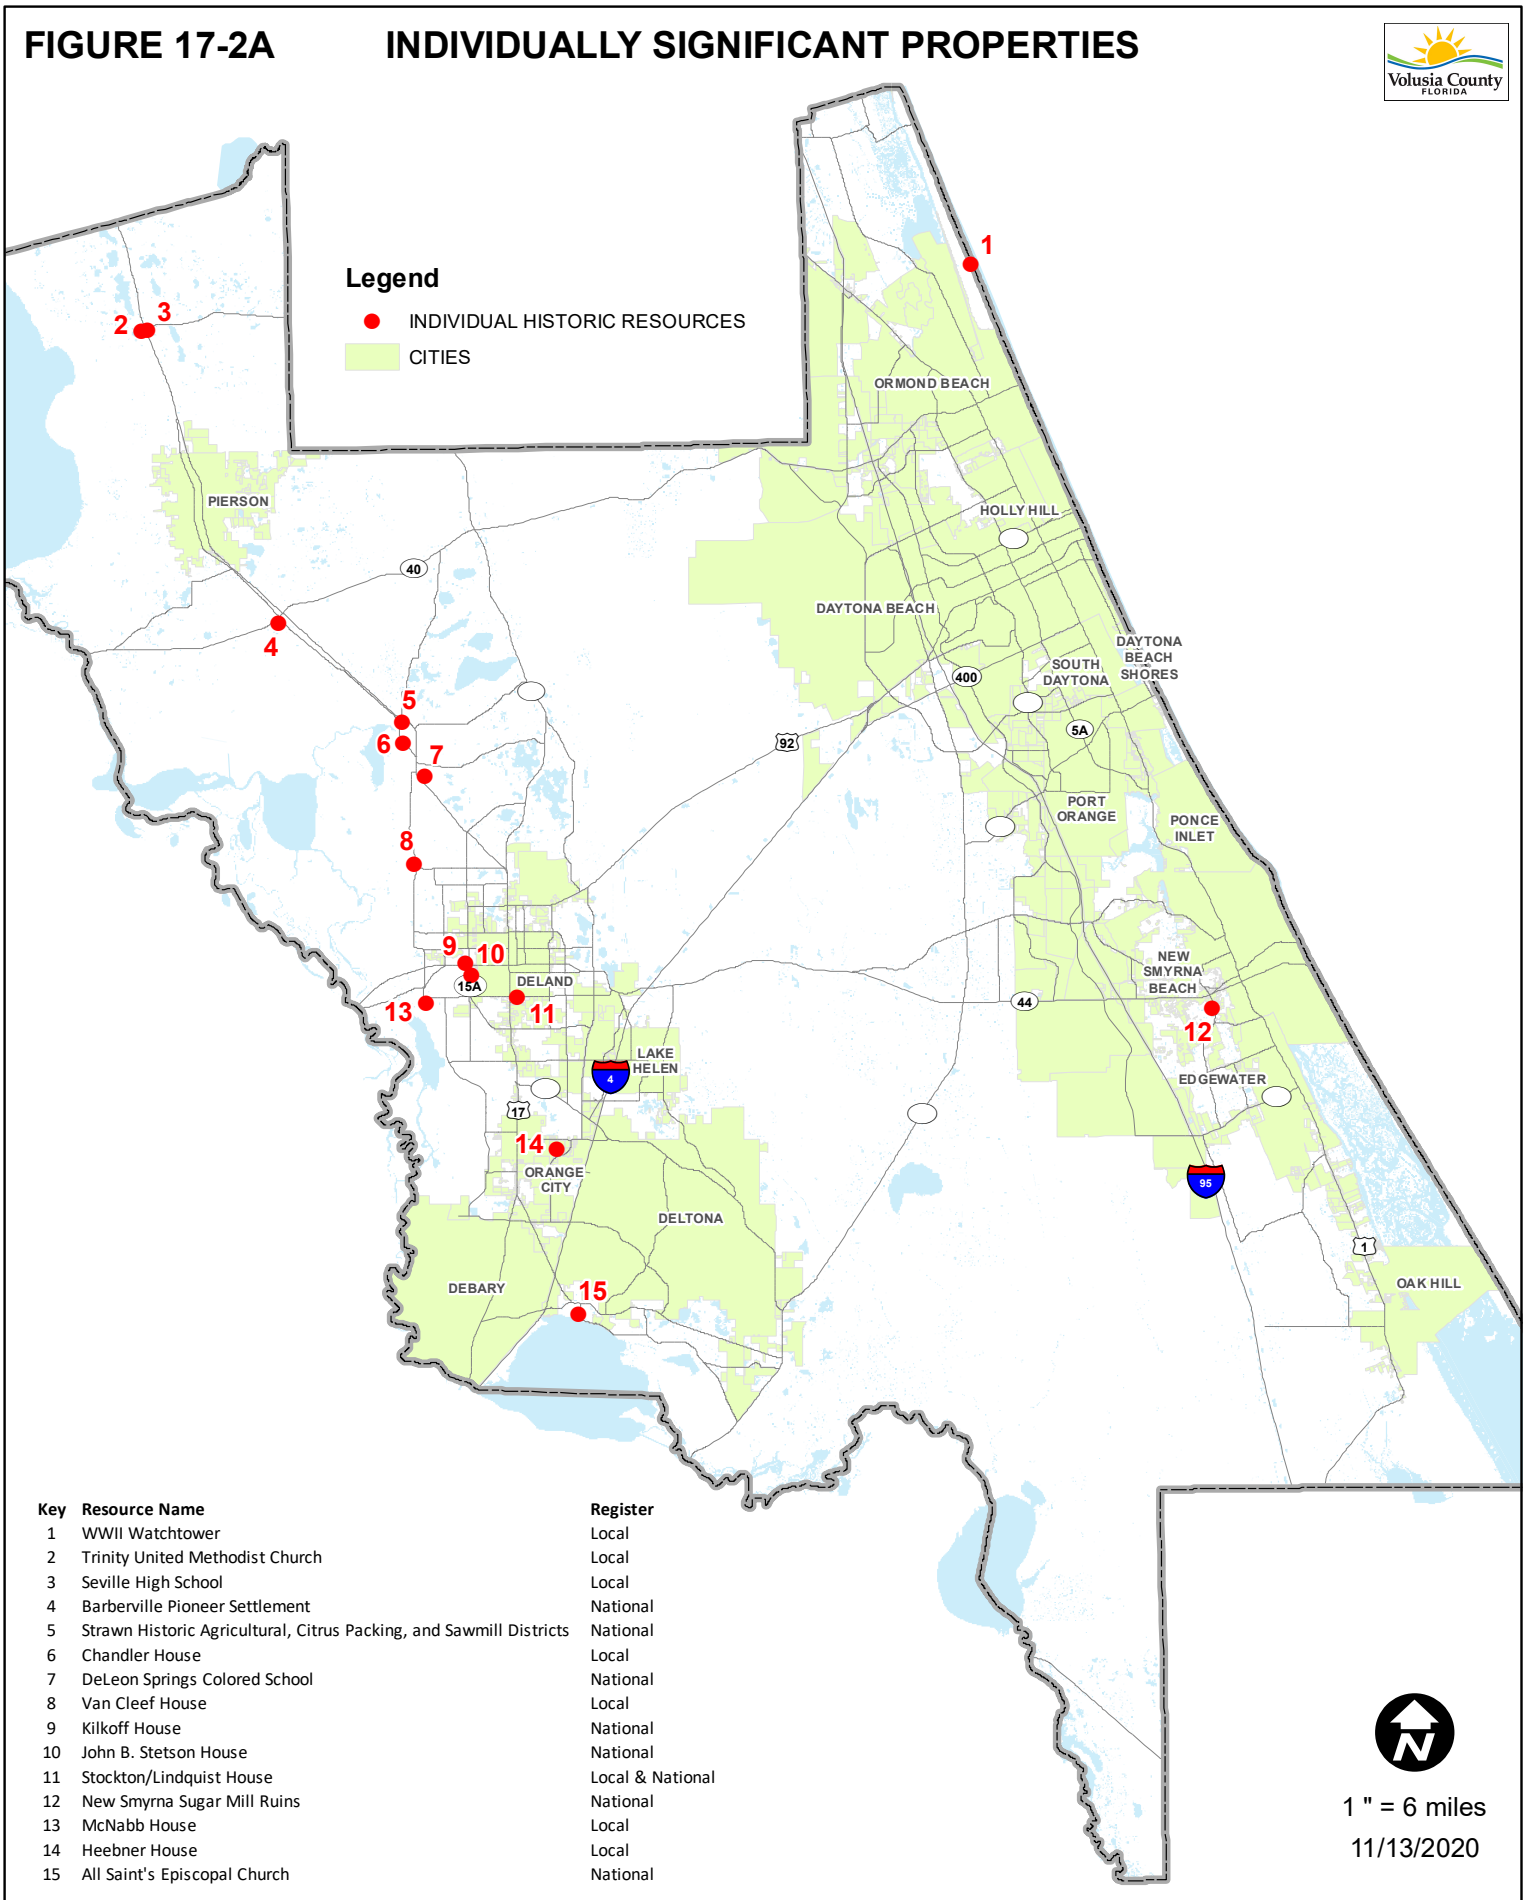 FIGURE 17-2A INDIVIDUALLY SIGNIFICANT PROPERTIES
Volusia County
FLORIDA
1
Legend
INDIVIDUAL HISTORIC RESOURCES
CITIES
2 3
ORMOND BEACH
PIERSON
HOLLY HILL
40
DAYTONA BEACH
4
DAYTONA
BEACH
SHORES
SOUTH
DAYTONA
400
5
6
7
92
5A
PORT
ORANGE
PONCE
INLET
8
9 10
15A
DELAND
NEW
SMYRNA
BEACH
13
11
44
12
LAKE
HELEN
4
EDGEWATER
17
14
ORANGE
CITY
95
DELTONA
1
DEBARY
15
OAK HILL
Key Resource Name Register
1 WWII Watchtower Local
2 Trinity United Methodist Church Local
3 Seville High School Local
4 Barberville Pioneer Settlement National
5 Strawn Historic Agricultural, Citrus Packing, and Sawmill Districts National
6 Chandler House Local
7 DeLeon Springs Colored School National
8 Van Cleef House Local
9 Kilkoff House National
10 John B. Stetson House National
11 Stockton/Lindquist House Local & National
12 New Smyrna Sugar Mill Ruins National
13 McNabb House Local
14 Heebner House Local
15 All Saint's Episcopal Church National
N
1 " = 6 miles
11/13/2020